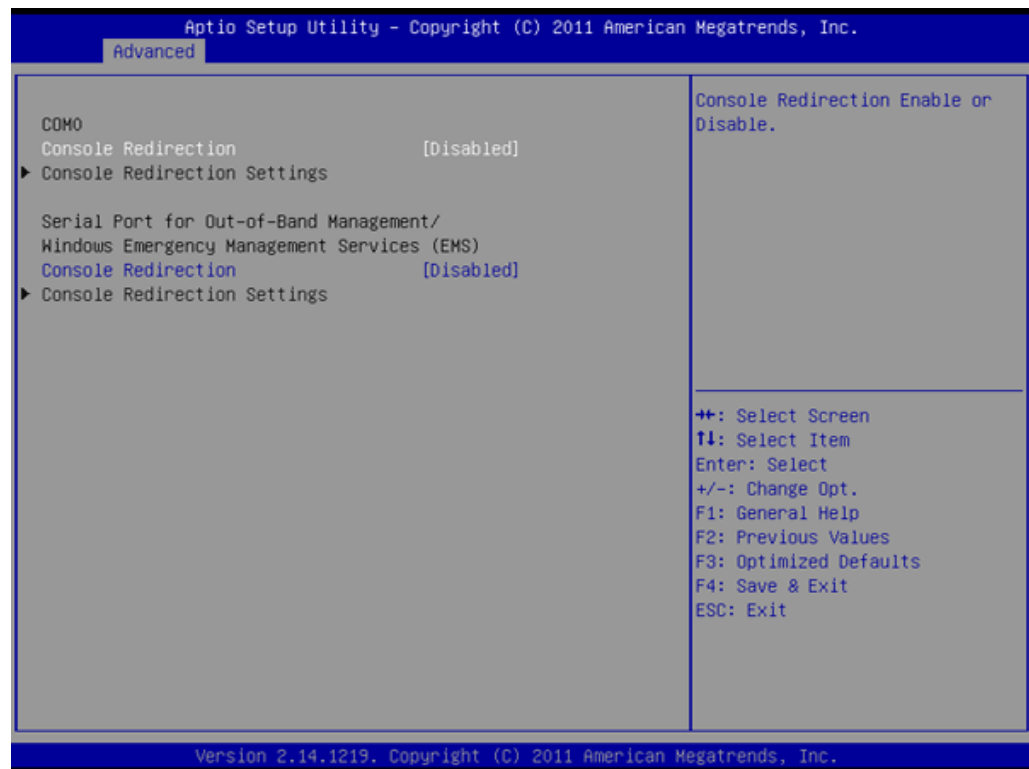 Aptio Setup Utility – Copyright (C) 2011 American Megatrends, Inc.
Advanced
COM0
Console Redirection [Disabled]
▶ Console Redirection Settings
Serial Port for Out-of-Band Management/
Windows Emergency Management Services (EMS)
Console Redirection [Disabled]
▶ Console Redirection Settings
Console Redirection Enable or
Disable.
→←: Select Screen
↑↓: Select Item
Enter: Select
+/-: Change Opt.
F1: General Help
F2: Previous Values
F3: Optimized Defaults
F4: Save & Exit
ESC: Exit
Version 2.14.1219. Copyright (C) 2011 American Megatrends, Inc.